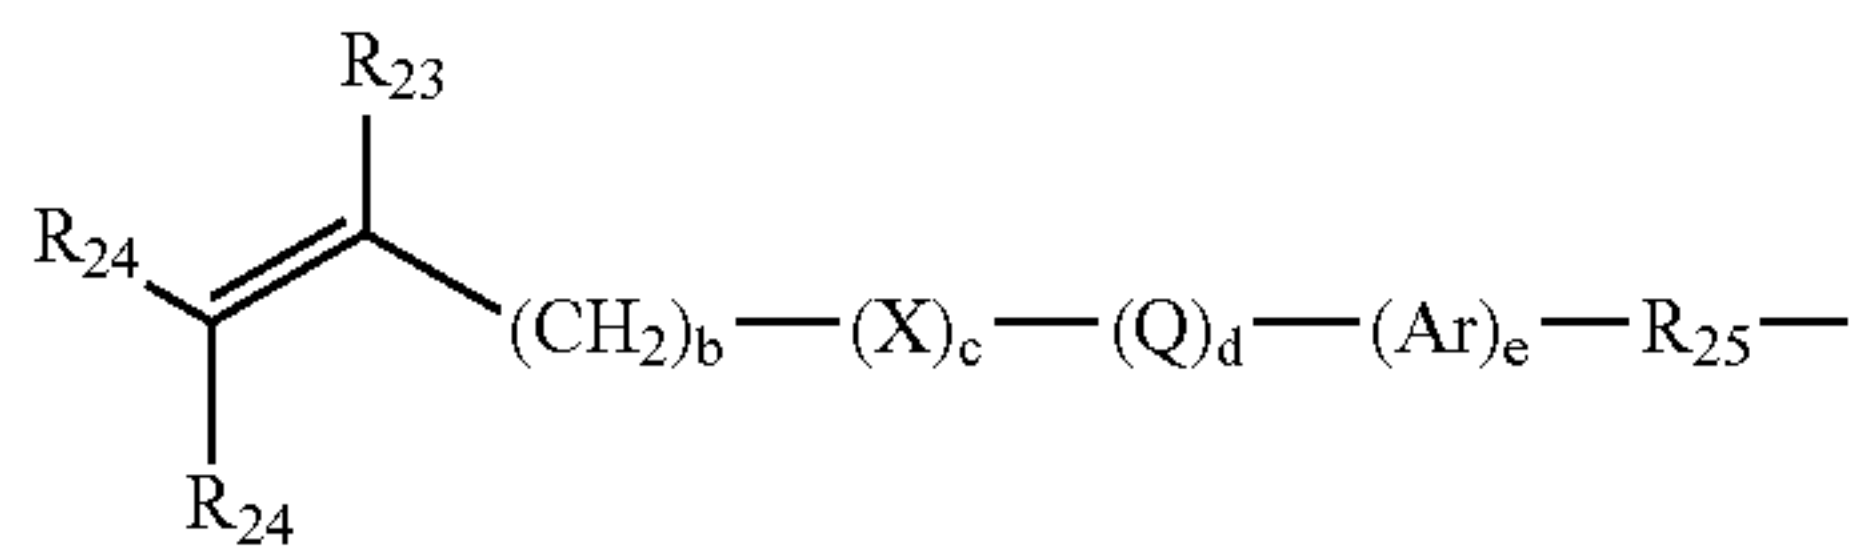 R₂₃
R₂₄
(CH₂)b—(X)c—(Q)d—(Ar)e—R₂₅—
R₂₄